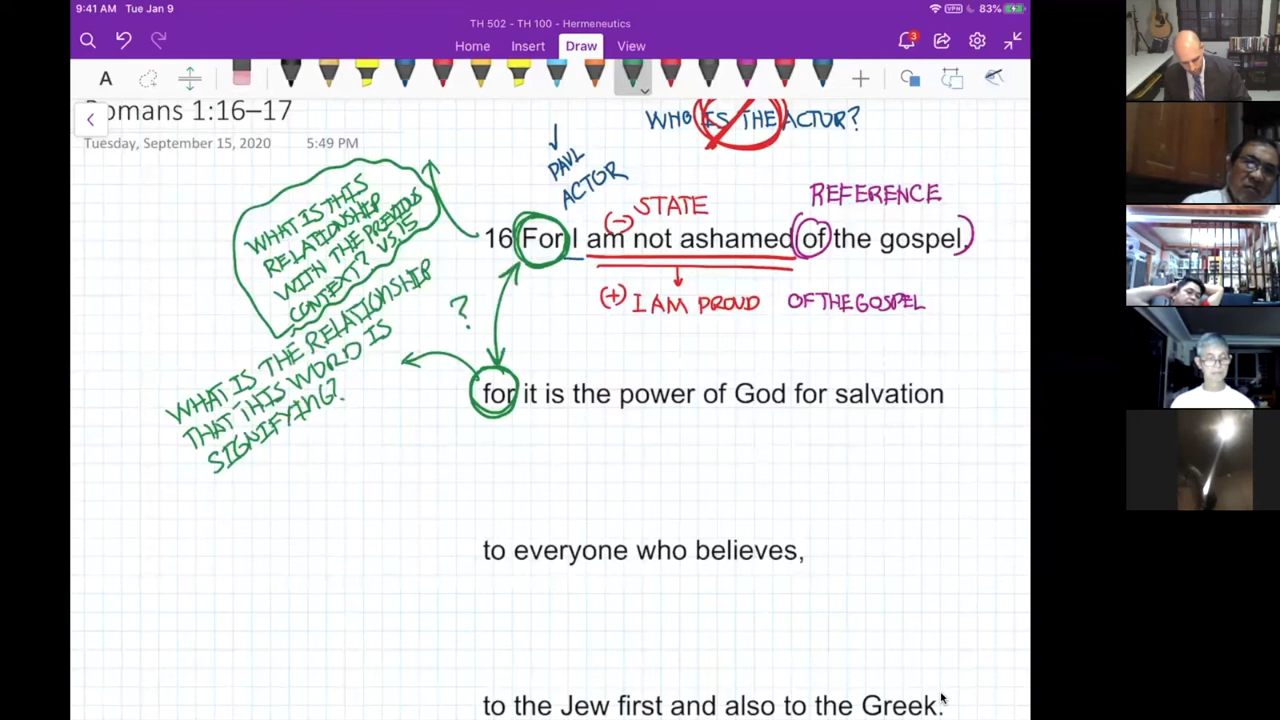 9:41 AM Tue Jan 9
VPN 83%
TH 502 - TH 100 - Hermeneutics
Home Insert Draw View
3
A
Romans 1:16–17
Tuesday, September 15, 2020 5:49 PM
WHO IS THE ACTOR?
PAUL
ACTOR
WHAT IS THIS
RELATIONSHIP
WITH THE PREVIOUS
CONTEXT? VS.15
(-) STATE
REFERENCE
16 For I am not ashamed (of the gospel,)
(+) I AM PROUD OF THE GOSPEL
?
WHAT IS THE RELATIONSHIP
THAT THIS WORD IS
SIGNIFYING?
for it is the power of God for salvation
to everyone who believes,
to the Jew first and also to the Greek.